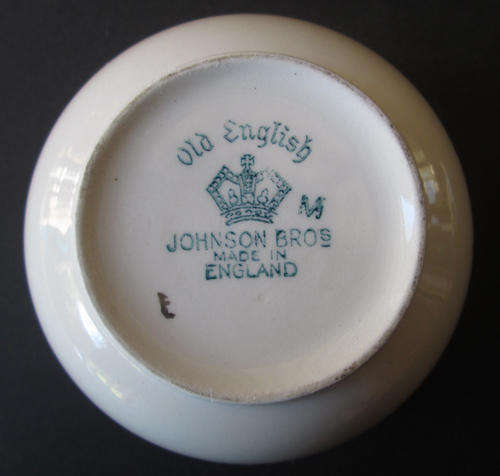 Old English
M
JOHNSON BROS
MADE IN
ENGLAND
E